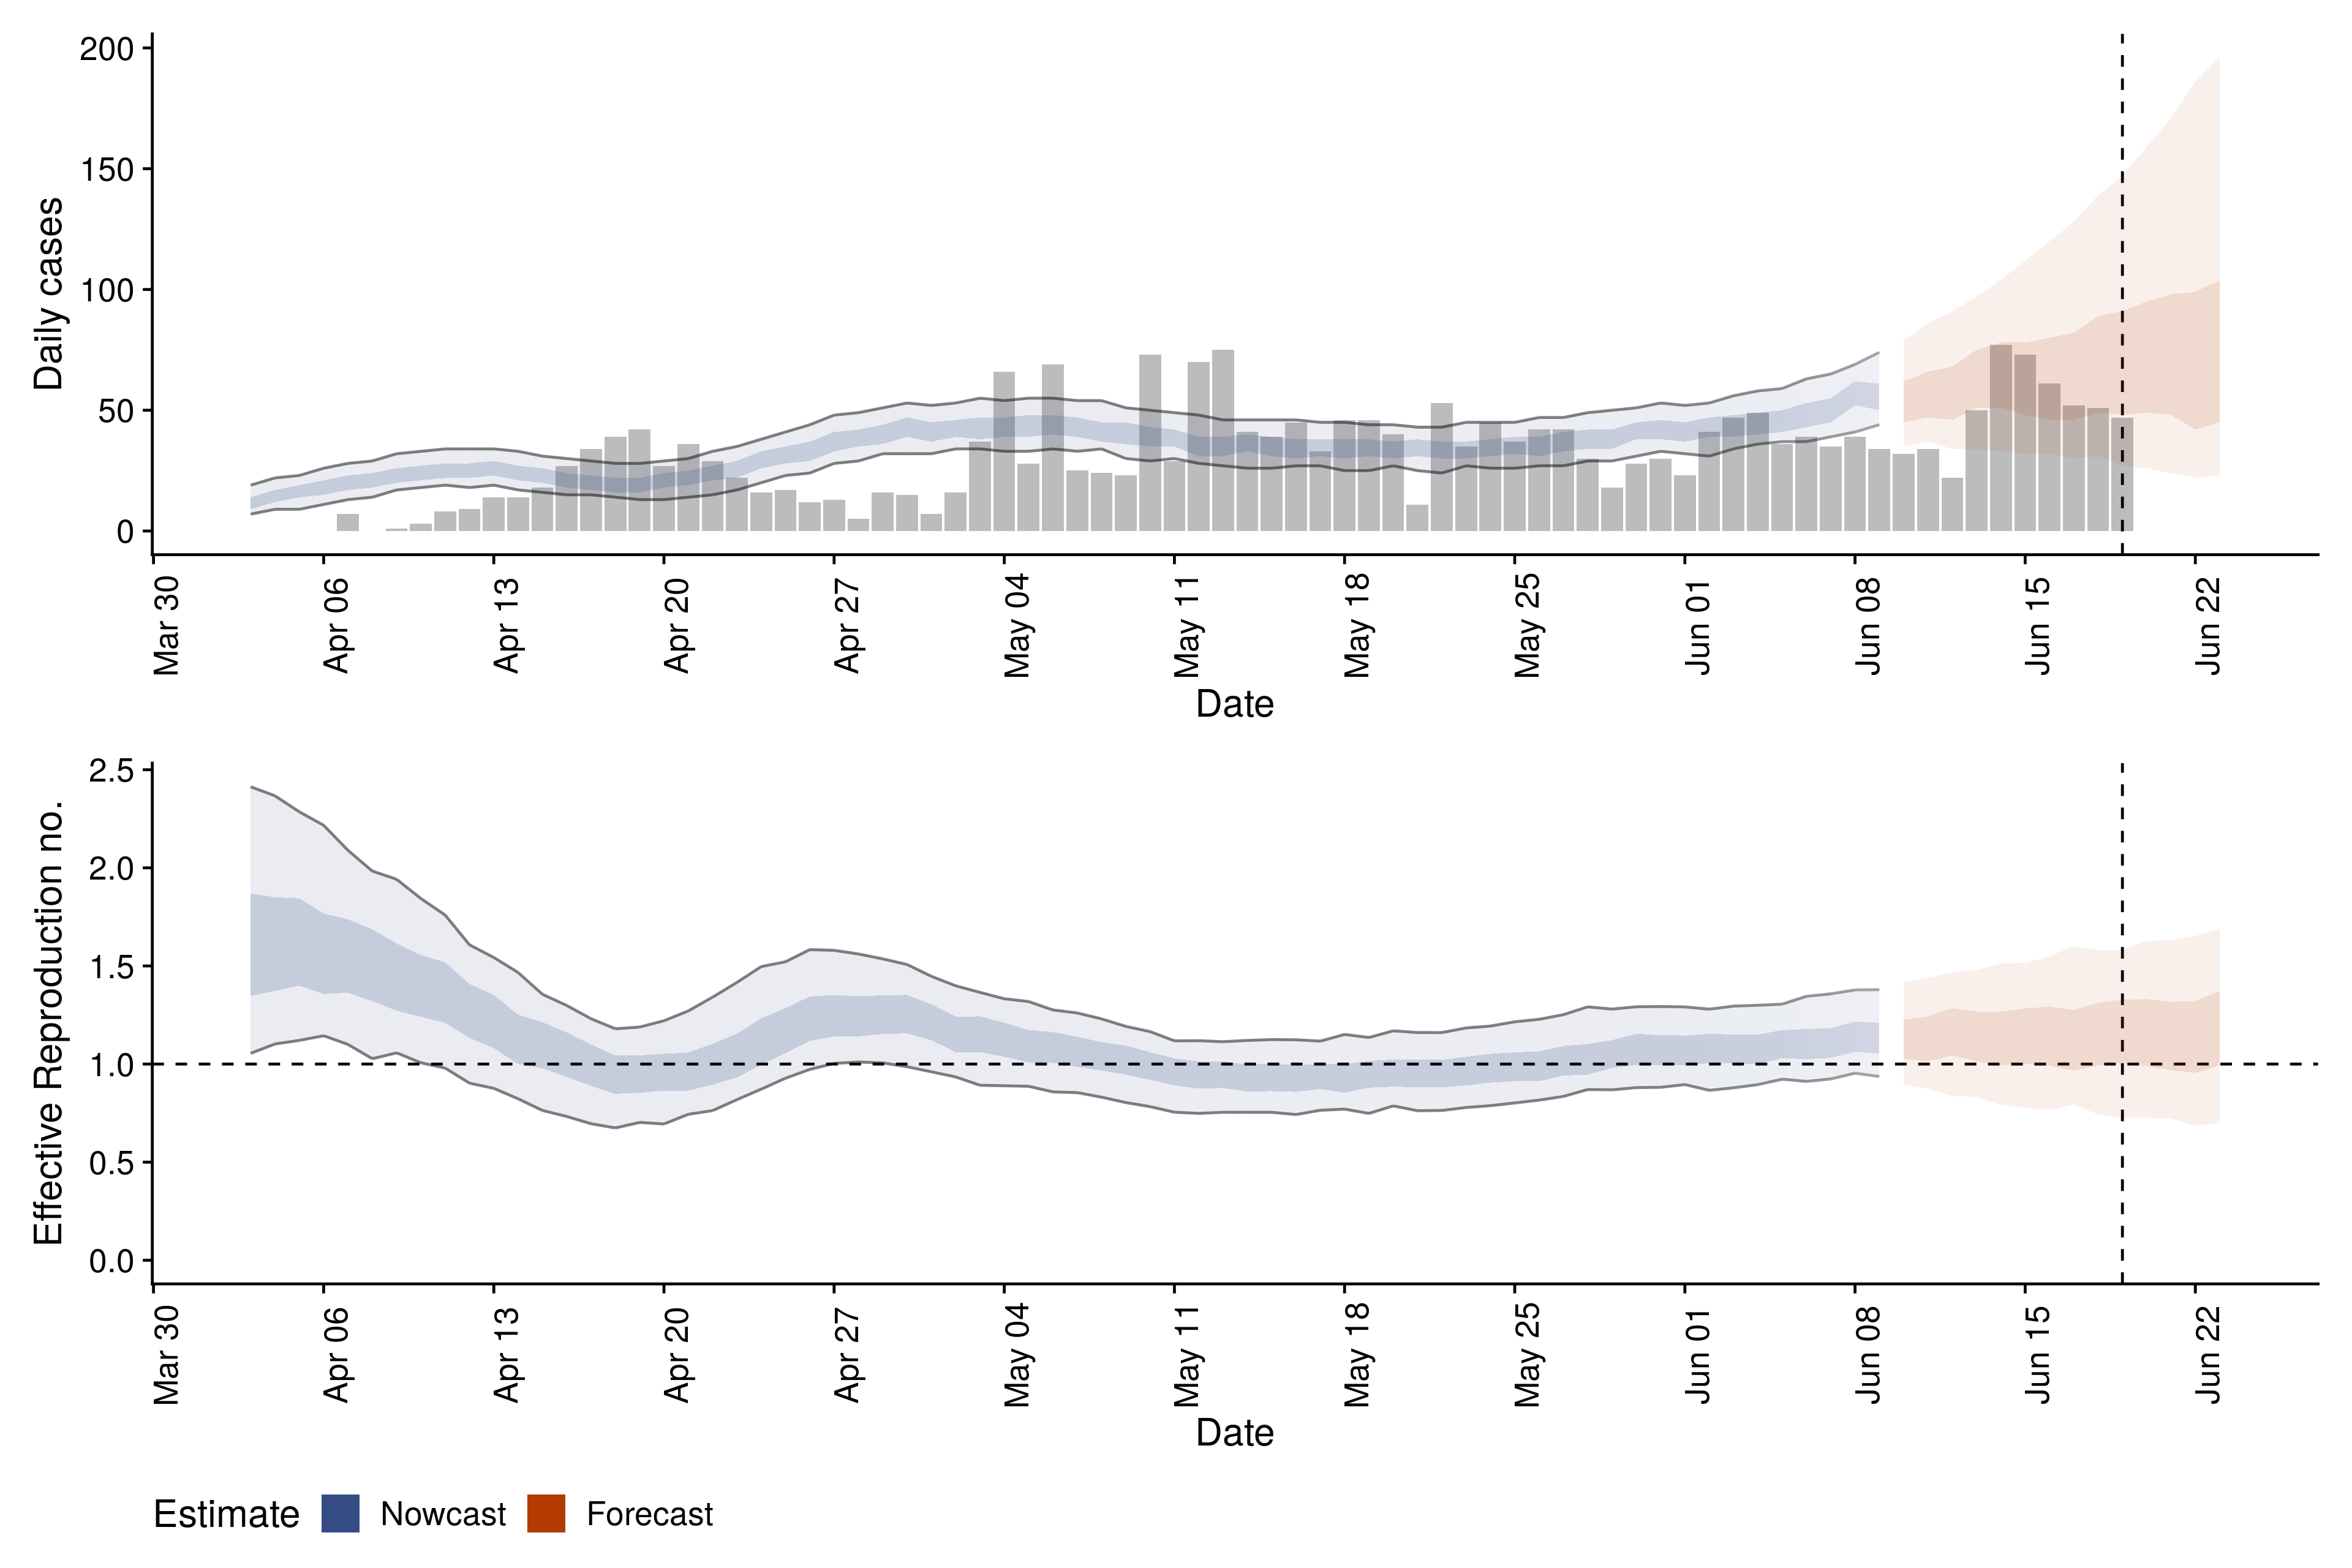 200
150
100
50
0
Daily cases
Mar 30
Apr 06
Apr 13
Apr 20
Apr 27
May 04
May 11
May 18
May 25
Jun 01
Jun 08
Jun 15
Jun 22
Date
2.5
2.0
1.5
1.0
0.5
0.0
Effective Reproduction no.
Mar 30
Apr 06
Apr 13
Apr 20
Apr 27
May 04
May 11
May 18
May 25
Jun 01
Jun 08
Jun 15
Jun 22
Date
Estimate Nowcast Forecast